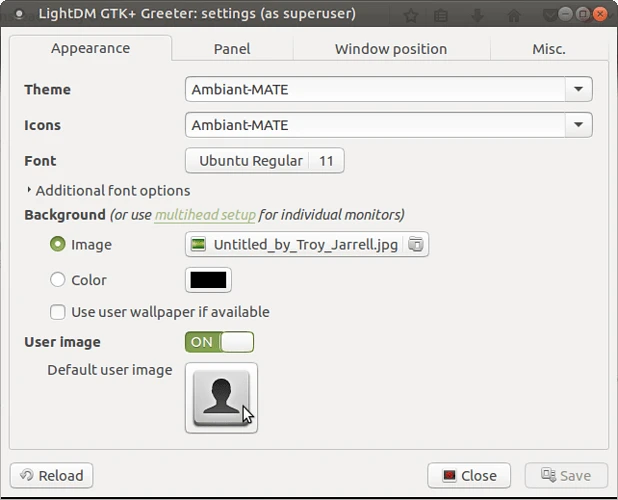 LightDM GTK+ Greeter: settings (as superuser)
Appearance Panel Window position Misc.
Theme Ambiant-MATE
Icons Ambiant-MATE
Font Ubuntu Regular 11
Additional font options
Background (or use multihead setup for individual monitors)
Image Untitled_by_Troy_Jarrell.jpg
Color
Use user wallpaper if available
User image ON
Default user image
Reload Close Save